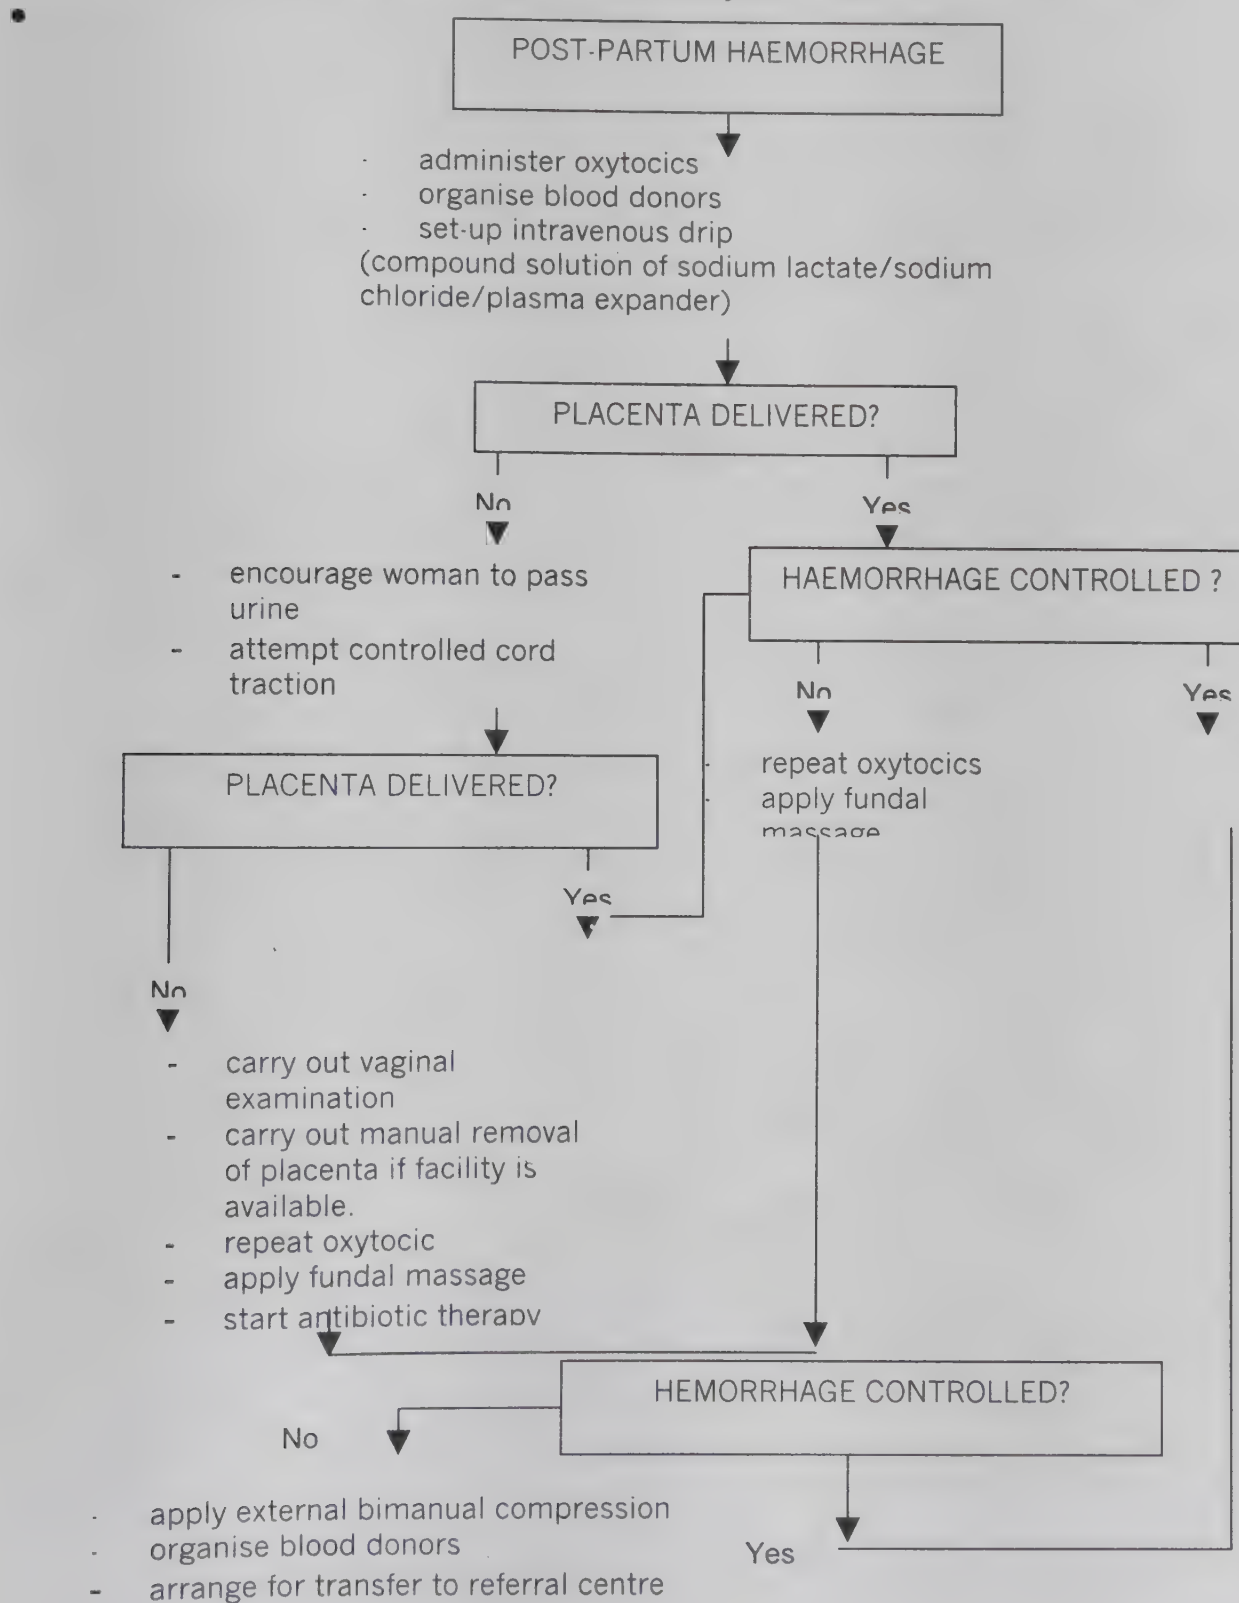 POST-PARTUM HAEMORRHAGE
· administer oxytocics
· organise blood donors
· set-up intravenous drip
(compound solution of sodium lactate/sodium
chloride/plasma expander)
PLACENTA DELIVERED?
No
Yes
- encourage woman to pass
urine
- attempt controlled cord
traction
HAEMORRHAGE CONTROLLED ?
No
Yes
· repeat oxytocics
· apply fundal
massage
PLACENTA DELIVERED?
Yes
No
- carry out vaginal
examination
- carry out manual removal
of placenta if facility is
available.
- repeat oxytocic
- apply fundal massage
- start antibiotic therapy
HEMORRHAGE CONTROLLED?
No
Yes
· apply external bimanual compression
· organise blood donors
- arrange for transfer to referral centre